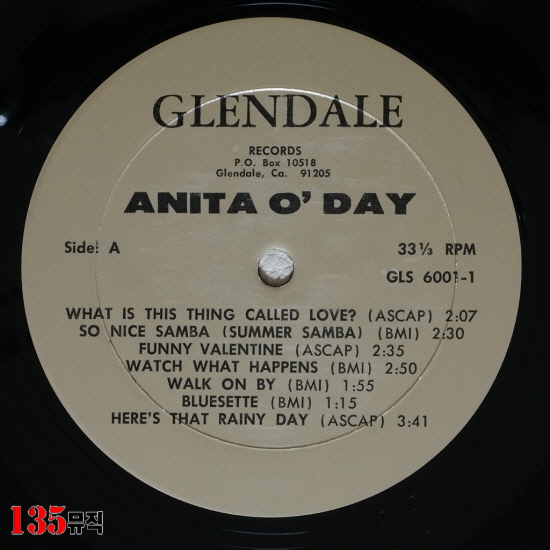 GLENDALE
RECORDS
P.O. Box 10518
Glendale, Ca. 91205
ANITA O'DAY
Side: A 33⅓ RPM
GLS 6001-1
WHAT IS THIS THING CALLED LOVE? (ASCAP) 2:07
SO NICE SAMBA (SUMMER SAMBA) (BMI) 2:30
FUNNY VALENTINE (ASCAP) 2:35
WATCH WHAT HAPPENS (BMI) 2:50
WALK ON BY (BMI) 1:55
BLUESETTE (BMI) 1:15
HERE'S THAT RAINY DAY (ASCAP) 3:41
135뮤직